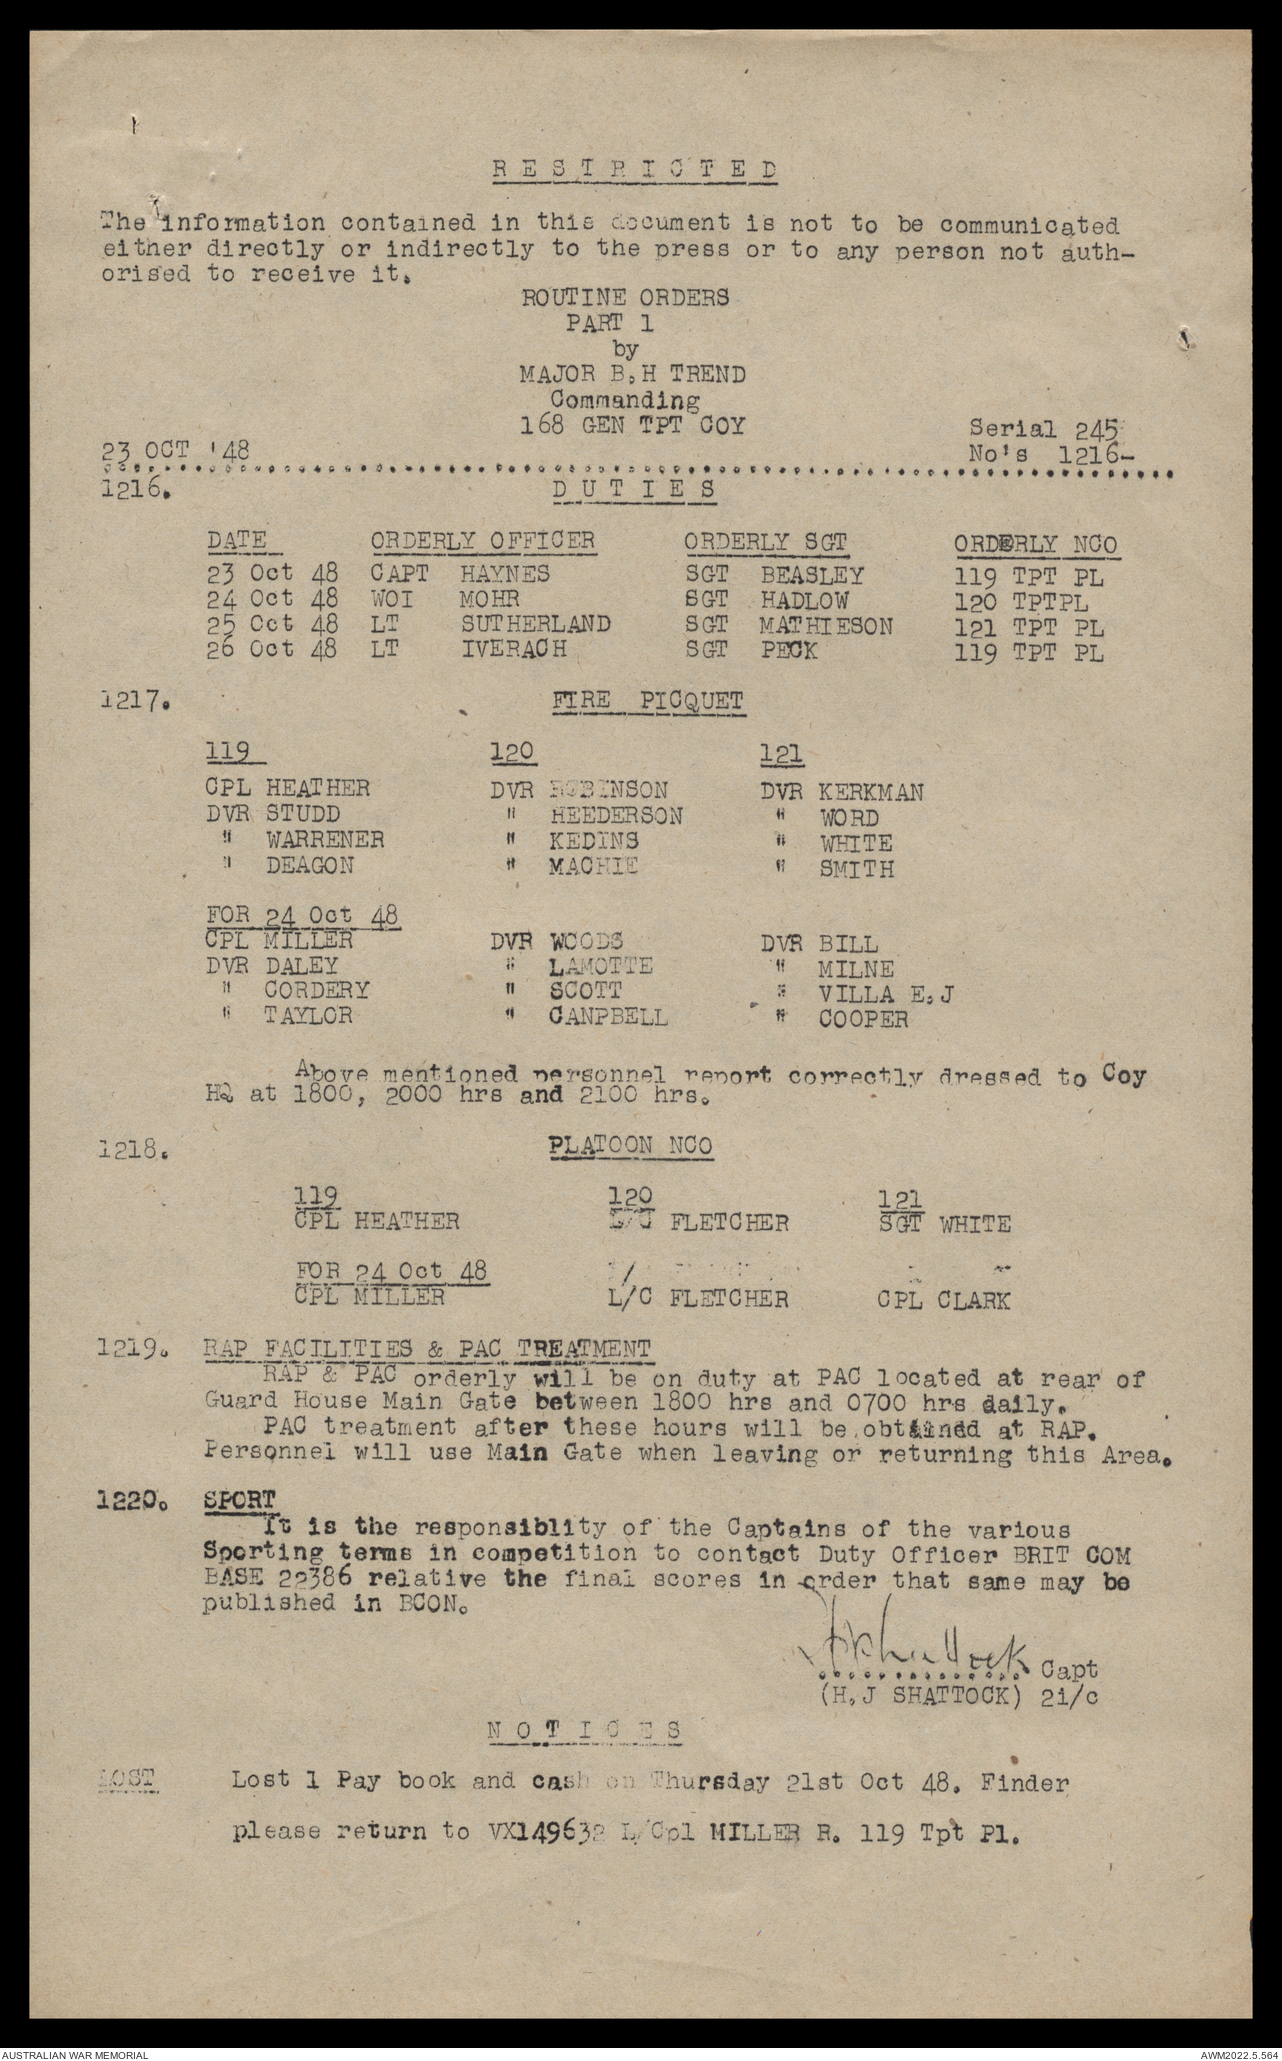 R E S T R I C T E D
The information contained in this document is not to be communicated
either directly or indirectly to the press or to any person not auth-
orised to receive it.
ROUTINE ORDERS
PART 1
by
MAJOR B.H TREND
Commanding
168 GEN TPT COY
Serial 245
23 OCT '48 No's 1216-
1216. D U T I E S
DATE ORDERLY OFFICER ORDERLY SGT ORDERLY NCO
23 Oct 48 CAPT HAYNES SGT BEASLEY 119 TPT PL
24 Oct 48 WOI MOHR SGT HADLOW 120 TPTPL
25 Oct 48 LT SUTHERLAND SGT MATHIESON 121 TPT PL
26 Oct 48 LT IVERACH SGT PECK 119 TPT PL
1217. FIRE PICQUET
119 120 121
CPL HEATHER DVR ROBINSON DVR KERKMAN
DVR STUDD " HEEDERSON " WORD
" WARRENER " KEDINS " WHITE
" DEAGON " MACHIE " SMITH
FOR 24 Oct 48
CPL MILLER DVR WOODS DVR BILL
DVR DALEY " LAMOTTE " MILNE
" CORDERY " SCOTT " VILLA E.J
" TAYLOR " CANPBELL " COOPER
Above mentioned personnel report correctly dressed to Coy
HQ at 1800, 2000 hrs and 2100 hrs.
1218. PLATOON NCO
119 120 121
CPL HEATHER L/C FLETCHER SGT WHITE
FOR 24 Oct 48
CPL MILLER L/C FLETCHER CPL CLARK
1219. RAP FACILITIES & PAC TREATMENT
RAP & PAC orderly will be on duty at PAC located at rear of
Guard House Main Gate between 1800 hrs and 0700 hrs daily.
PAC treatment after these hours will be obtained at RAP.
Personnel will use Main Gate when leaving or returning this Area.
1220. SPORT
It is the responsiblity of the Captains of the various
Sporting terms in competition to contact Duty Officer BRIT COM
BASE 22386 relative the final scores in order that same may be
published in BCON.
HJShattock Capt
(H.J SHATTOCK) 2i/c
N O T I C E S
LOST Lost 1 Pay book and cash on Thursday 21st Oct 48. Finder
please return to VX149632 L/Cpl MILLER R. 119 Tpt Pl.
AUSTRALIAN WAR MEMORIAL AWM2022.5.564